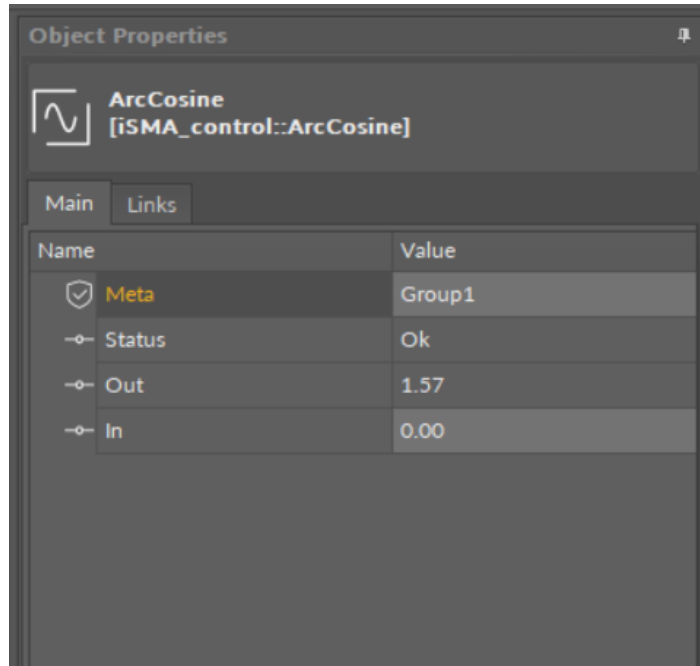 Object Properties
ArcCosine
[iSMA_control::ArcCosine]
Main Links
Name Value
Meta Group1
Status Ok
Out 1.57
In 0.00